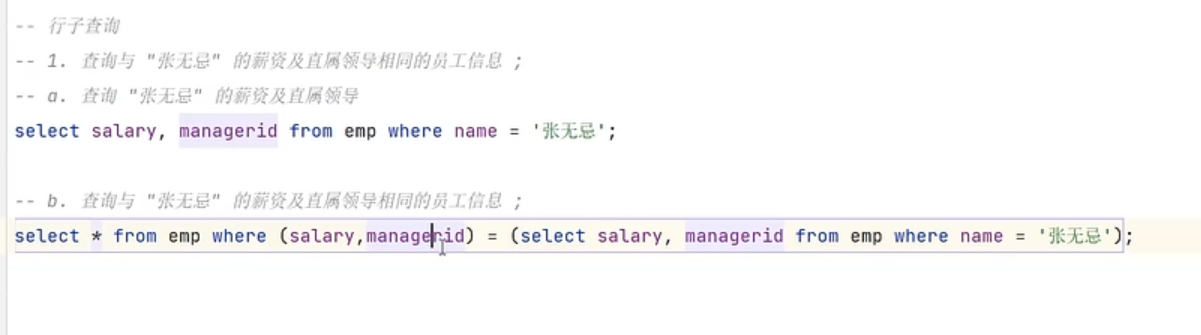 -- 行子查询
-- 1. 查询与 "张无忌" 的薪资及直属领导相同的员工信息 ;
-- a. 查询 "张无忌" 的薪资及直属领导
select salary, managerid from emp where name = '张无忌';
-- b. 查询与 "张无忌" 的薪资及直属领导相同的员工信息 ;
select * from emp where (salary,managerid) = (select salary, managerid from emp where name = '张无忌');